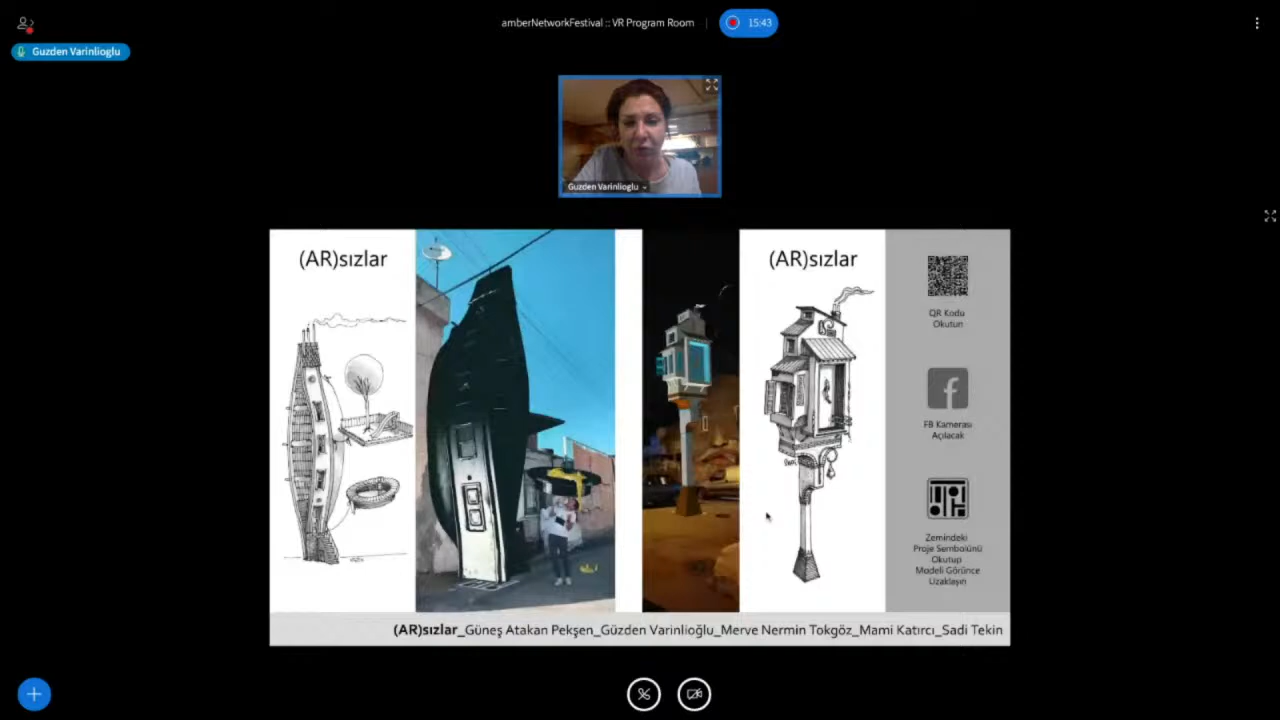 amberNetworkFestival :: VR Program Room
15:43
Guzden Varinlioglu
Guzden Varinlioglu
(AR)sızlar
(AR)sızlar
QR Kodu
Okutun
FB Kamerası
Açılacak
Zemindeki
Proje Sembolünü
Okutup
Modeli Görünce
Uzaklaşın
(AR)sızlar_Güneş Atakan Pekşen_Güzden Varinlioğlu_Merve Nermin Tokgöz_Mami Katırcı_Sadi Tekin